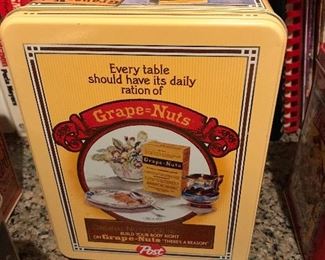 Every table
should have its daily
ration of
Grape=Nuts
Grape-Nuts
BUILD YOUR BODY RIGHT
ON Grape-Nuts "THERE'S A REASON"
Post